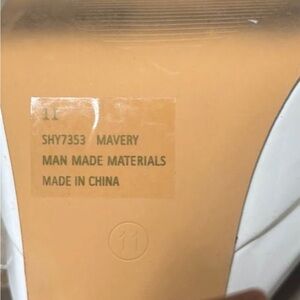 11
SHY7353 MAVERY
MAN MADE MATERIALS
MADE IN CHINA
11